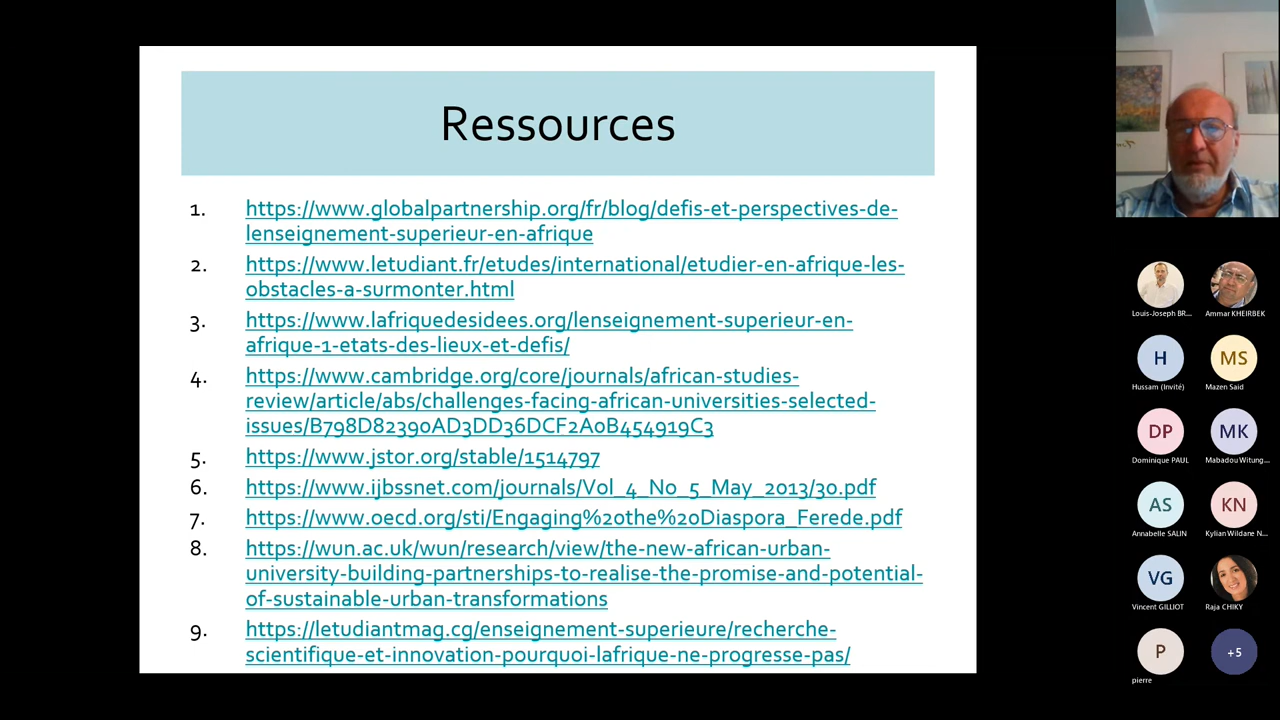 Ressources
1. https://www.globalpartnership.org/fr/blog/defis-et-perspectives-de-
lenseignement-superieur-en-afrique
2. https://www.letudiant.fr/etudes/international/etudier-en-afrique-les-
obstacles-a-surmonter.html
3. https://www.lafriquedesidees.org/lenseignement-superieur-en-
afrique-1-etats-des-lieux-et-defis/
4. https://www.cambridge.org/core/journals/african-studies-
review/article/abs/challenges-facing-african-universities-selected-
issues/B798D82390AD3DD36DCF2A0B454919C3
5. https://www.jstor.org/stable/1514797
6. https://www.ijbssnet.com/journals/Vol_4_No_5_May_2013/30.pdf
7. https://www.oecd.org/sti/Engaging%20the%20Diaspora_Ferede.pdf
8. https://wun.ac.uk/wun/research/view/the-new-african-urban-
university-building-partnerships-to-realise-the-promise-and-potential-
of-sustainable-urban-transformations
9. https://letudiantmag.cg/enseignement-superieure/recherche-
scientifique-et-innovation-pourquoi-lafrique-ne-progresse-pas/
Louis-Joseph BR... Ammar KHEIRBEK
H MS
Hussam (Invité) Mazen Said
DP MK
Dominique PAUL Mabadou Witung...
AS KN
Annabelle SALIN Kylian Wildane N...
VG
Vincent GILLIOT Raja CHIKY
P +5
pierre